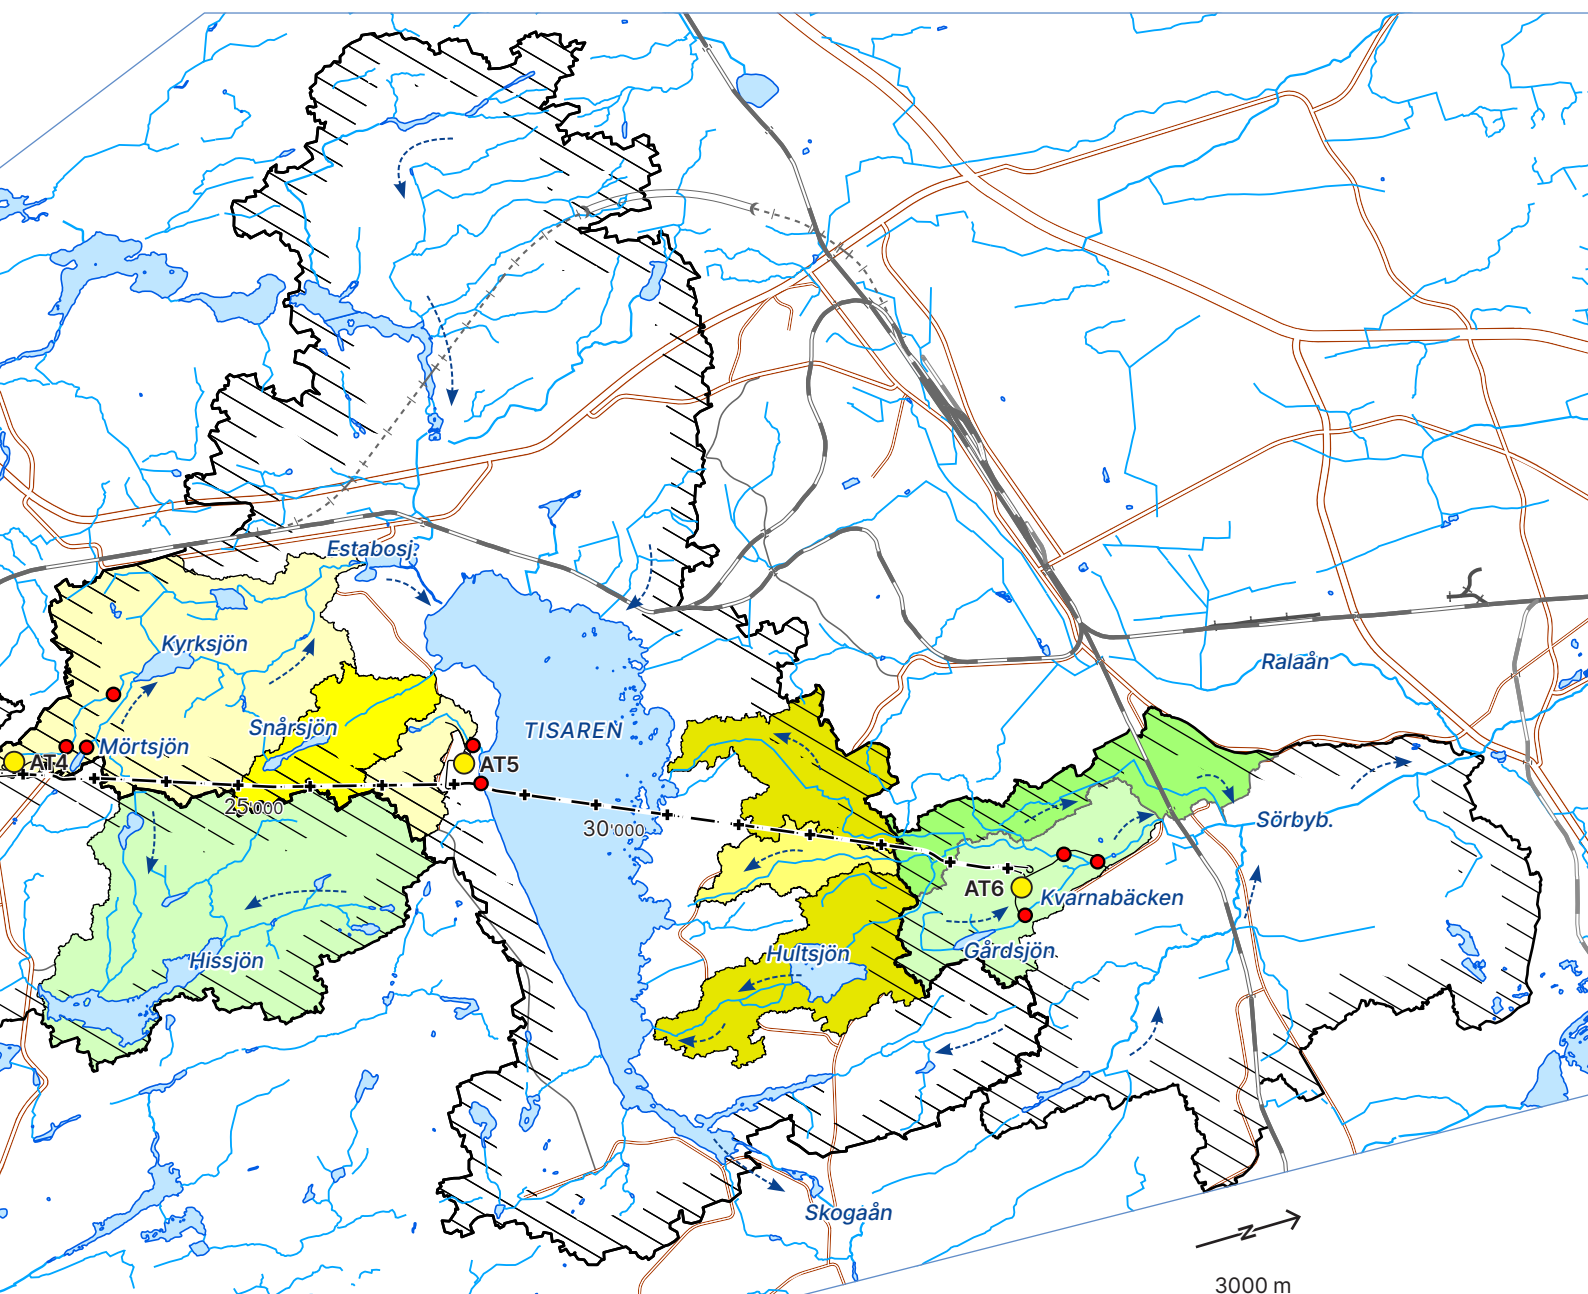 Estabosj.
Kyrksjön
Ralaån
Snårsjön
TISAREN
Mörtsjön
AT4
AT5
25'000
30'000
Sörbyb.
AT6
Kvarnabäcken
Hultsjön
Gårdsjön
Hissjön
Skogaån
N
3000 m